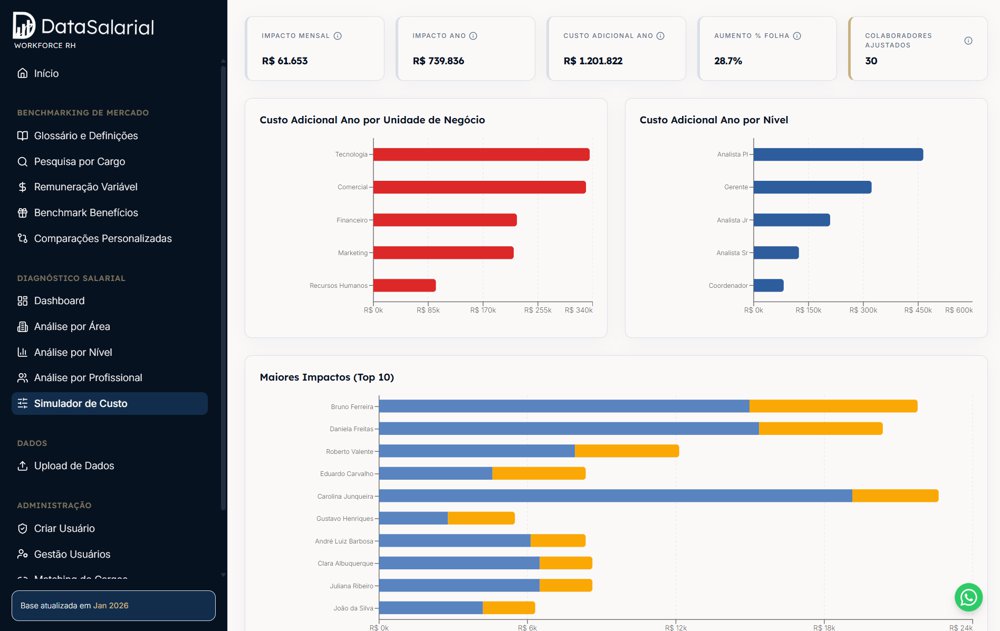 DataSalarial
WORKFORCE RH
Início
BENCHMARKING DE MERCADO
Glossário e Definições
Pesquisa por Cargo
Remuneração Variável
Benchmark Benefícios
Comparações Personalizadas
DIAGNÓSTICO SALARIAL
Dashboard
Análise por Área
Análise por Nível
Análise por Profissional
Simulador de Custo
DADOS
Upload de Dados
ADMINISTRAÇÃO
Criar Usuário
Gestão Usuários
Matching de Cargos
Base atualizada em Jan 2026
IMPACTO MENSAL
R$ 61.653
IMPACTO ANO
R$ 739.836
CUSTO ADICIONAL ANO
R$ 1.201.822
AUMENTO % FOLHA
28.7%
COLABORADORES
AJUSTADOS
30
Custo Adicional Ano por Unidade de Negócio
Tecnologia
Comercial
Financeiro
Marketing
Recursos Humanos
R$ 0k R$ 85k R$ 170k R$ 255k R$ 340k
Custo Adicional Ano por Nível
Analista Pl
Gerente
Analista Jr
Analista Sr
Coordenador
R$ 0k R$ 150k R$ 300k R$ 450k R$ 600k
Maiores Impactos (Top 10)
Bruno Ferreira
Daniela Freitas
Roberto Valente
Eduardo Carvalho
Carolina Junqueira
Gustavo Henriques
André Luiz Barbosa
Clara Albuquerque
Juliana Ribeiro
João da Silva
R$ 0k R$ 6k R$ 12k R$ 18k R$ 24k